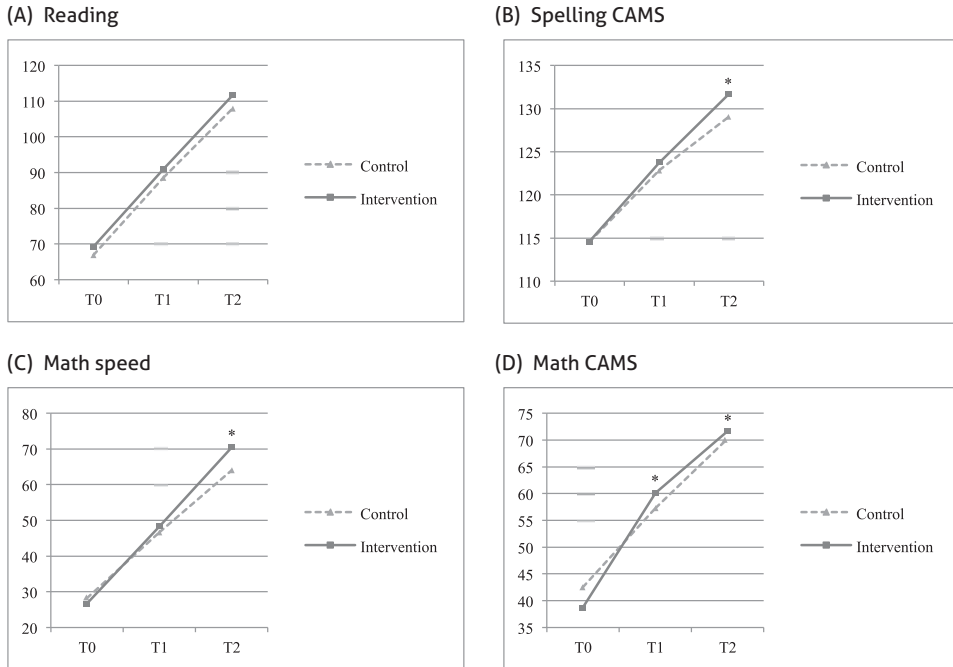 (A) Reading
120
110
100
90
80
70
60
T0 T1 T2
Control
Intervention
(B) Spelling CAMS
135
130
125
120
115
110
*
T0 T1 T2
Control
Intervention
(C) Math speed
80
70
60
50
40
30
20
*
T0 T1 T2
Control
Intervention
(D) Math CAMS
75
70
65
60
55
50
45
40
35
*
*
T0 T1 T2
Control
Intervention